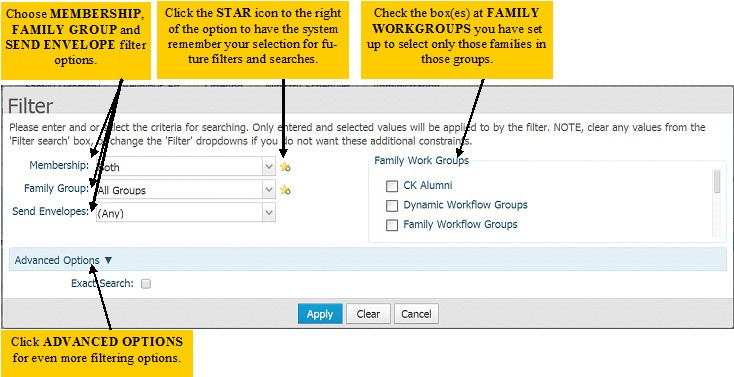 Choose MEMBERSHIP,
FAMILY GROUP and
SEND ENVELOPE filter
options.
Click the STAR icon to the right
of the option to have the system
remember your selection for fu-
ture filters and searches.
Check the box(es) at FAMILY
WORKGROUPS you have set
up to select only those families in
those groups.
Filter
Please enter and or select the criteria for searching. Only entered and selected values will be applied to by the filter. NOTE, clear any values from the
'Filter search' box, or change the 'Filter' dropdowns if you do not want these additional constraints.
Membership: Both
Family Group: All Groups
Send Envelopes: (Any)
Family Work Groups
CK Alumni
Dynamic Workflow Groups
Family Workflow Groups
Advanced Options ▼
Exact Search:
Apply Clear Cancel
Click ADVANCED OPTIONS
for even more filtering options.